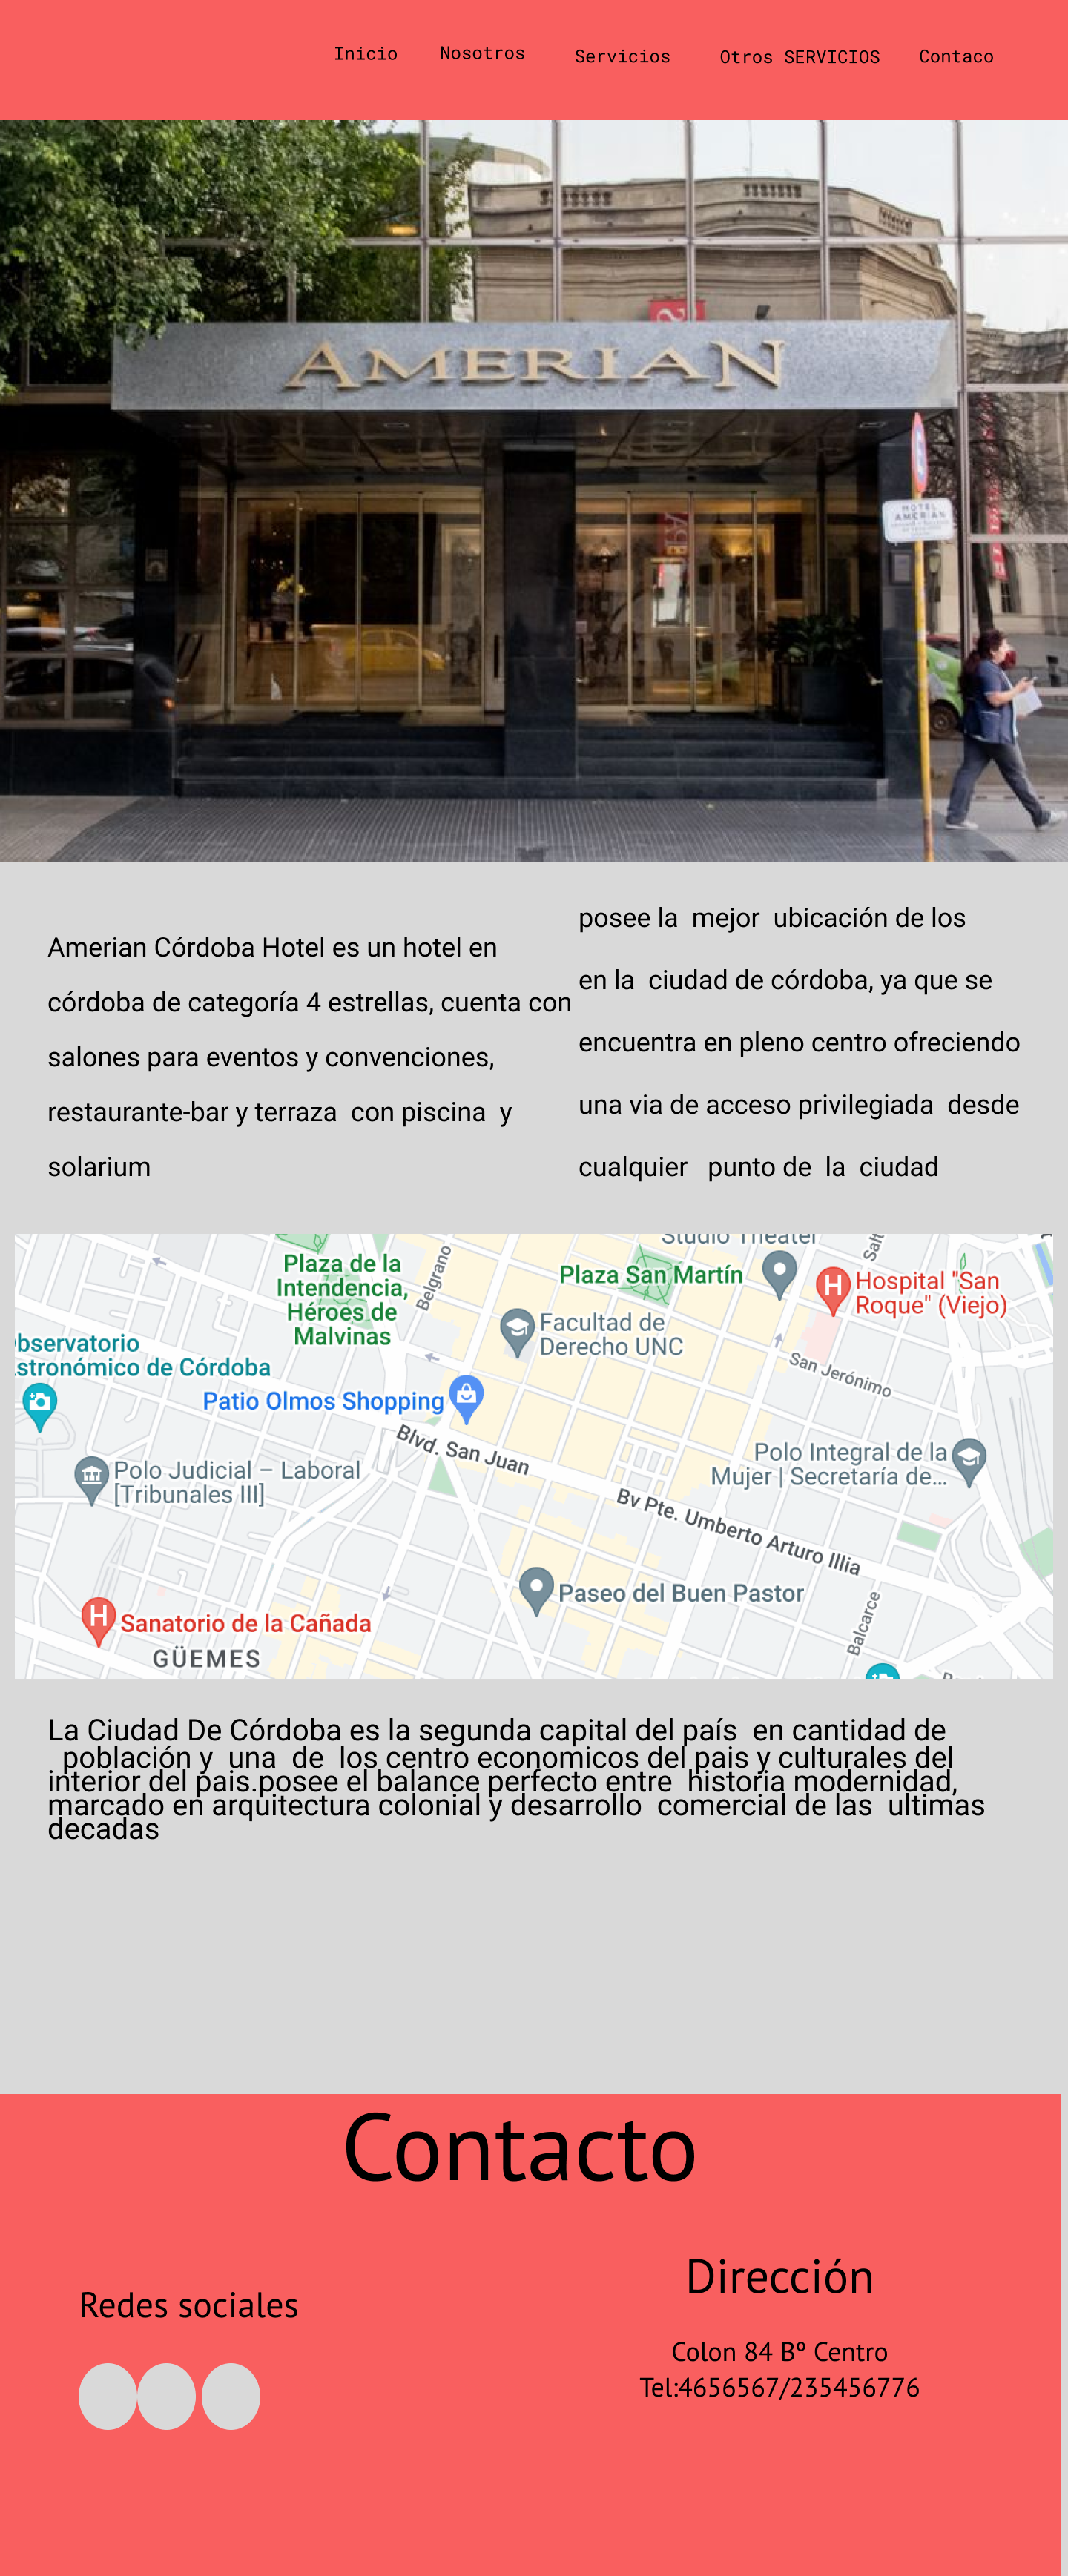 Inicio Nosotros Servicios Otros SERVICIOS Contaco
AMERIAN
HOTEL
AMERIAN
Amerian Córdoba Hotel es un hotel en
córdoba de categoría 4 estrellas, cuenta con
salones para eventos y convenciones,
restaurante-bar y terraza con piscina y
solarium
posee la mejor ubicación de los
en la ciudad de córdoba, ya que se
encuentra en pleno centro ofreciendo
una via de acceso privilegiada desde
cualquier punto de la ciudad
Studio Theater
Salt
Plaza de la
Intendencia,
Héroes de
Malvinas
Belgrano
Plaza San Martín
Hospital "San
Roque" (Viejo)
Facultad de
Derecho UNC
Observatorio
Astronómico de Córdoba
San Jerónimo
Patio Olmos Shopping
Blvd. San Juan
Polo Integral de la
Mujer | Secretaría de...
Polo Judicial – Laboral
[Tribunales III]
Bv Pte. Umberto Arturo Illia
Paseo del Buen Pastor
Balcarce
Sanatorio de la Cañada
GÜEMES
La Ciudad De Córdoba es la segunda capital del país en cantidad de
población y una de los centro economicos del pais y culturales del
interior del pais.posee el balance perfecto entre historia modernidad,
marcado en arquitectura colonial y desarrollo comercial de las ultimas
decadas
Contacto
Redes sociales
Dirección
Colon 84 Bº Centro
Tel:4656567/235456776